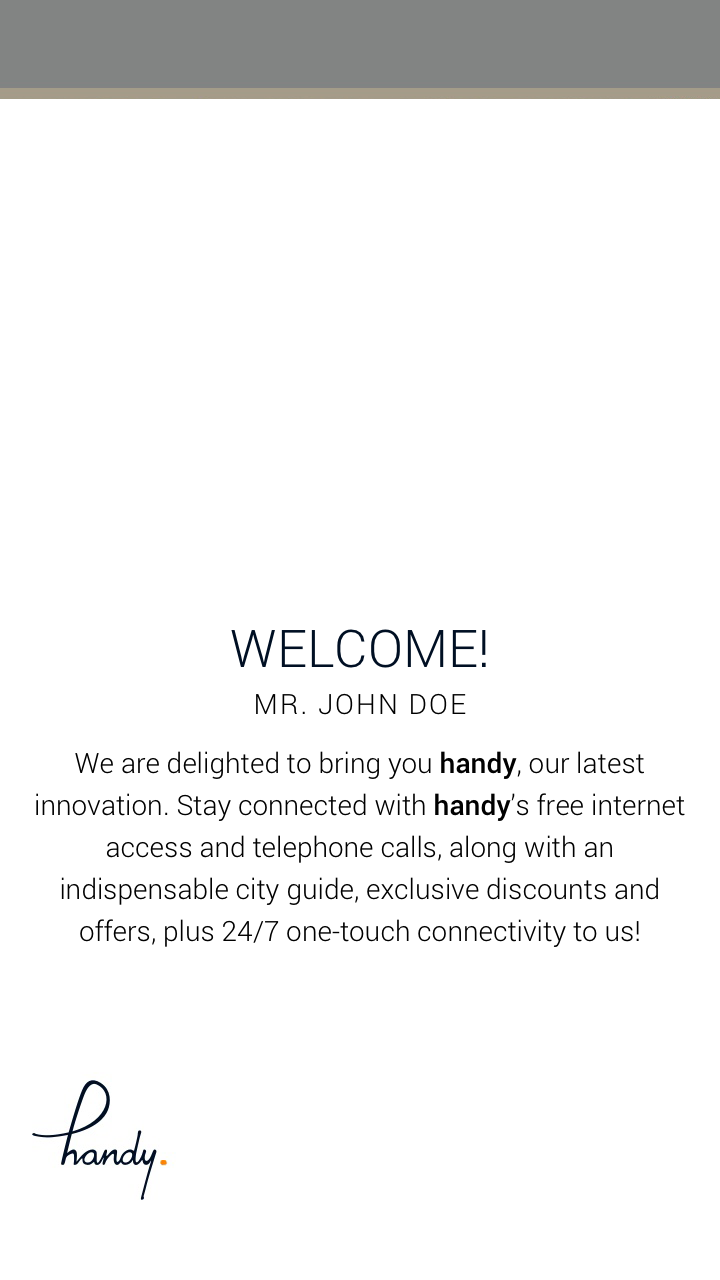 WELCOME!
MR. JOHN DOE
We are delighted to bring you handy, our latest
innovation. Stay connected with handy's free internet
access and telephone calls, along with an
indispensable city guide, exclusive discounts and
offers, plus 24/7 one-touch connectivity to us!
handy.